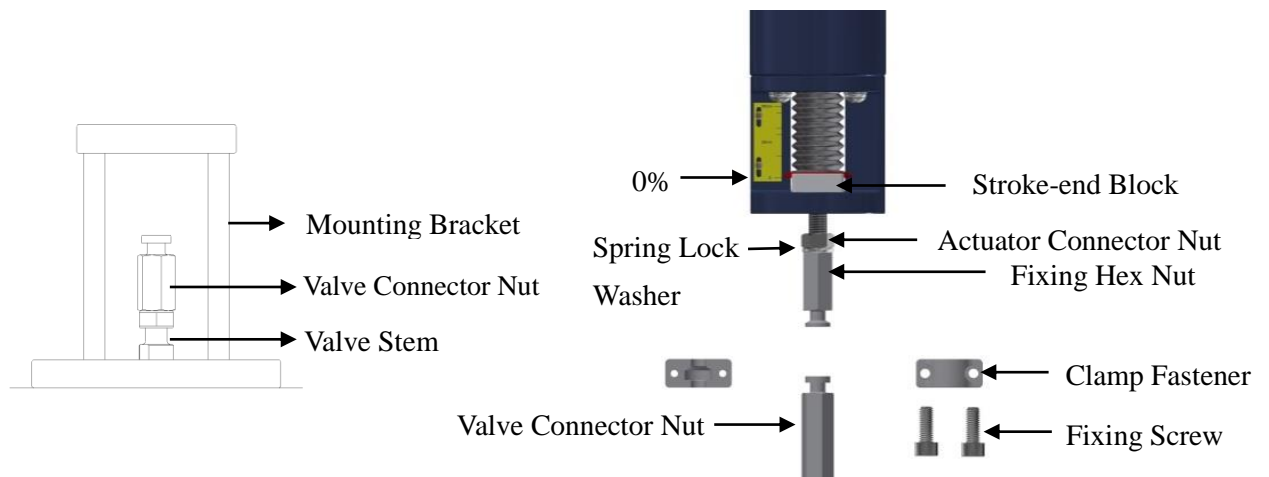 Mounting Bracket
Valve Connector Nut
Valve Stem
0%
Stroke-end Block
Spring Lock
Washer
Actuator Connector Nut
Fixing Hex Nut
Clamp Fastener
Valve Connector Nut
Fixing Screw